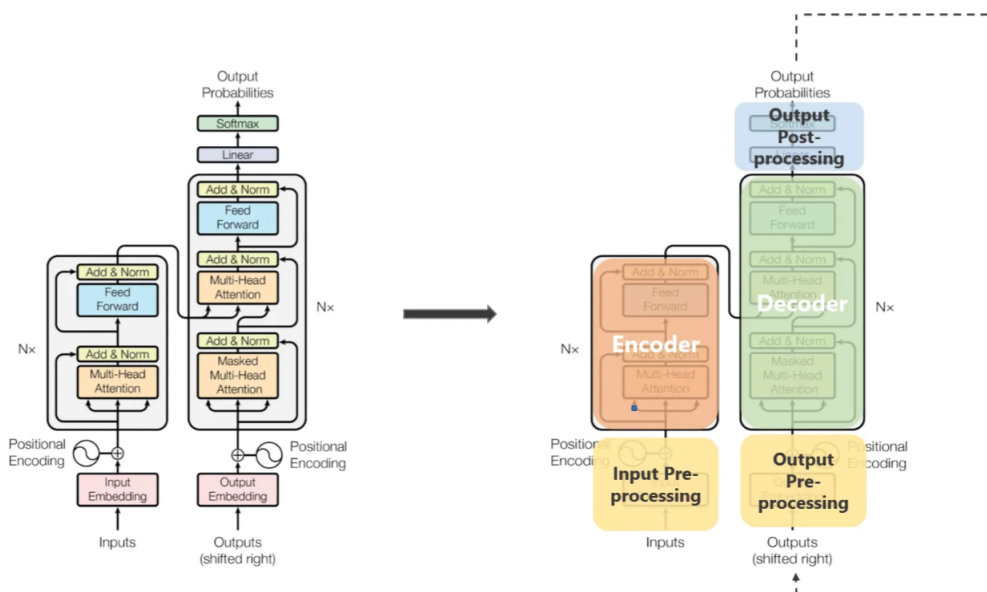 Output
Probabilities
Softmax
Linear
Add & Norm
Feed
Forward
Add & Norm
Multi-Head
Attention
Add & Norm
Masked
Multi-Head
Attention
Nx
Add & Norm
Feed
Forward
Add & Norm
Multi-Head
Attention
Nx
Positional
Encoding
Positional
Encoding
Input
Embedding
Output
Embedding
Inputs
Outputs
(shifted right)
Output
Probabilities
Softmax
Linear
Output
Post-
processing
Add & Norm
Feed
Forward
Add & Norm
Multi-Head
Attention
Decoder
Add & Norm
Masked
Multi-Head
Attention
Nx
Add & Norm
Feed
Forward
Encoder
Add & Norm
Multi-Head
Attention
Nx
Positional
Encoding
Positional
Encoding
Input Pre-
processing
Output
Pre-
processing
Inputs
Outputs
(shifted right)